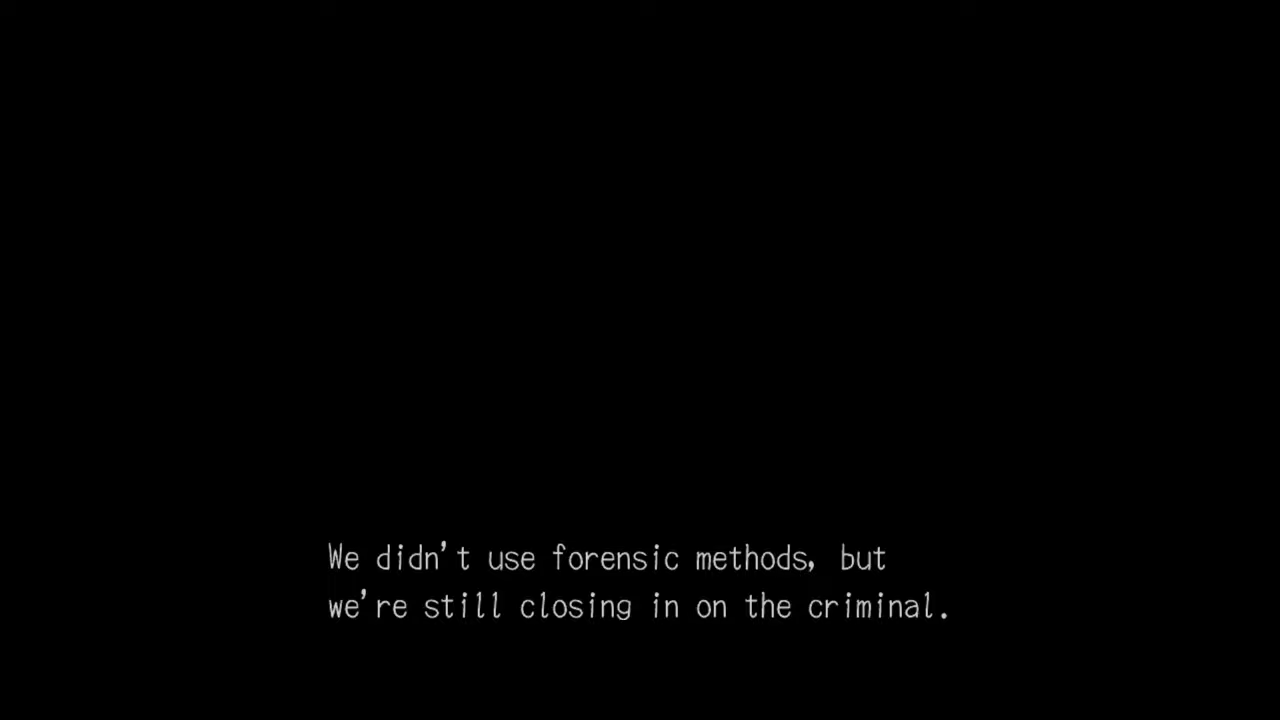 We didn't use forensic methods, but
we're still closing in on the criminal.